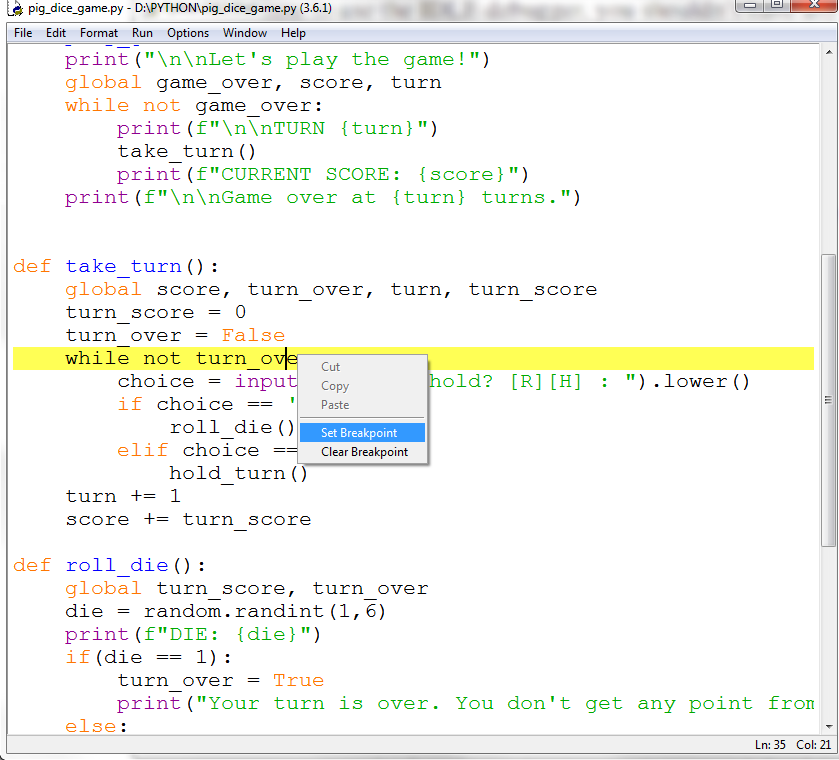 pig_dice_game.py - D:\PYTHON\pig_dice_game.py (3.6.1)
File Edit Format Run Options Window Help
print("\n\nLet's play the game!")
global game_over, score, turn
while not game_over:
print(f"\n\nTURN {turn}")
take_turn()
print(f"CURRENT SCORE: {score}")
print(f"\n\nGame over at {turn} turns.")
def take_turn():
global score, turn_over, turn, turn_score
turn_score = 0
turn_over = False
while not turn_ove
Cut
Copy
Paste
Set Breakpoint
Clear Breakpoint
choice = input hold? [R][H] : ").lower()
if choice == '
roll_die()
elif choice ==
hold_turn()
turn += 1
score += turn_score
def roll_die():
global turn_score, turn_over
die = random.randint(1,6)
print(f"DIE: {die}")
if(die == 1):
turn_over = True
print("Your turn is over. You don't get any point from
else:
Ln: 35 Col: 21